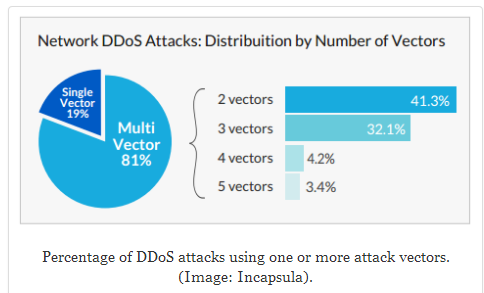 Network DDoS Attacks: Distribuition by Number of Vectors
Single
Vector
19%
Multi
Vector
81%
2 vectors 41.3%
3 vectors 32.1%
4 vectors 4.2%
5 vectors 3.4%
Percentage of DDoS attacks using one or more attack vectors.
(Image: Incapsula).